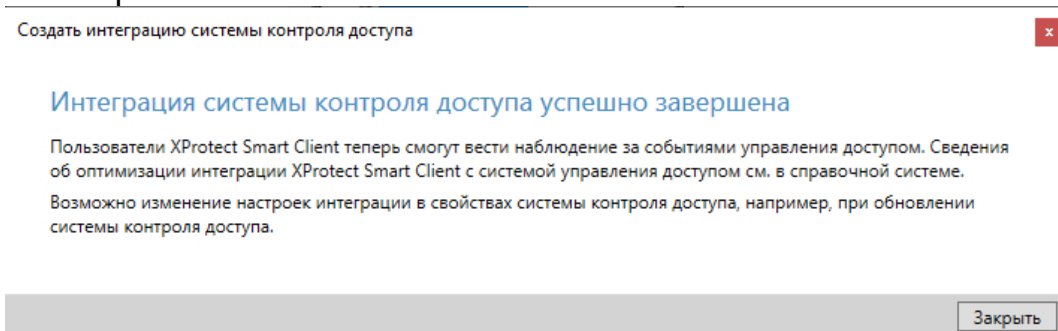 Создать интеграцию системы контроля доступа
x
Интеграция системы контроля доступа успешно завершена
Пользователи XProtect Smart Client теперь смогут вести наблюдение за событиями управления доступом. Сведения
об оптимизации интеграции XProtect Smart Client с системой управления доступом см. в справочной системе.
Возможно изменение настроек интеграции в свойствах системы контроля доступа, например, при обновлении
системы контроля доступа.
Закрыть